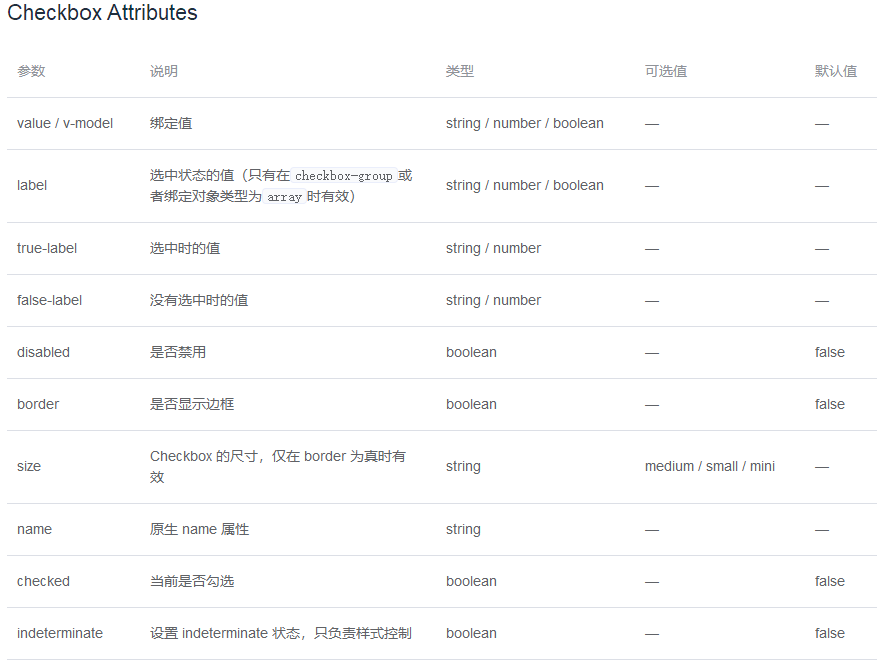 Checkbox Attributes
参数 说明 类型 可选值 默认值
value / v-model 绑定值 string / number / boolean — —
label 选中状态的值（只有在 checkbox-group 或者绑定对象类型为 array 时有效） string / number / boolean — —
true-label 选中时的值 string / number — —
false-label 没有选中时的值 string / number — —
disabled 是否禁用 boolean — false
border 是否显示边框 boolean — false
size Checkbox 的尺寸，仅在 border 为真时有效 string medium / small / mini —
name 原生 name 属性 string — —
checked 当前是否勾选 boolean — false
indeterminate 设置 indeterminate 状态，只负责样式控制 boolean — false